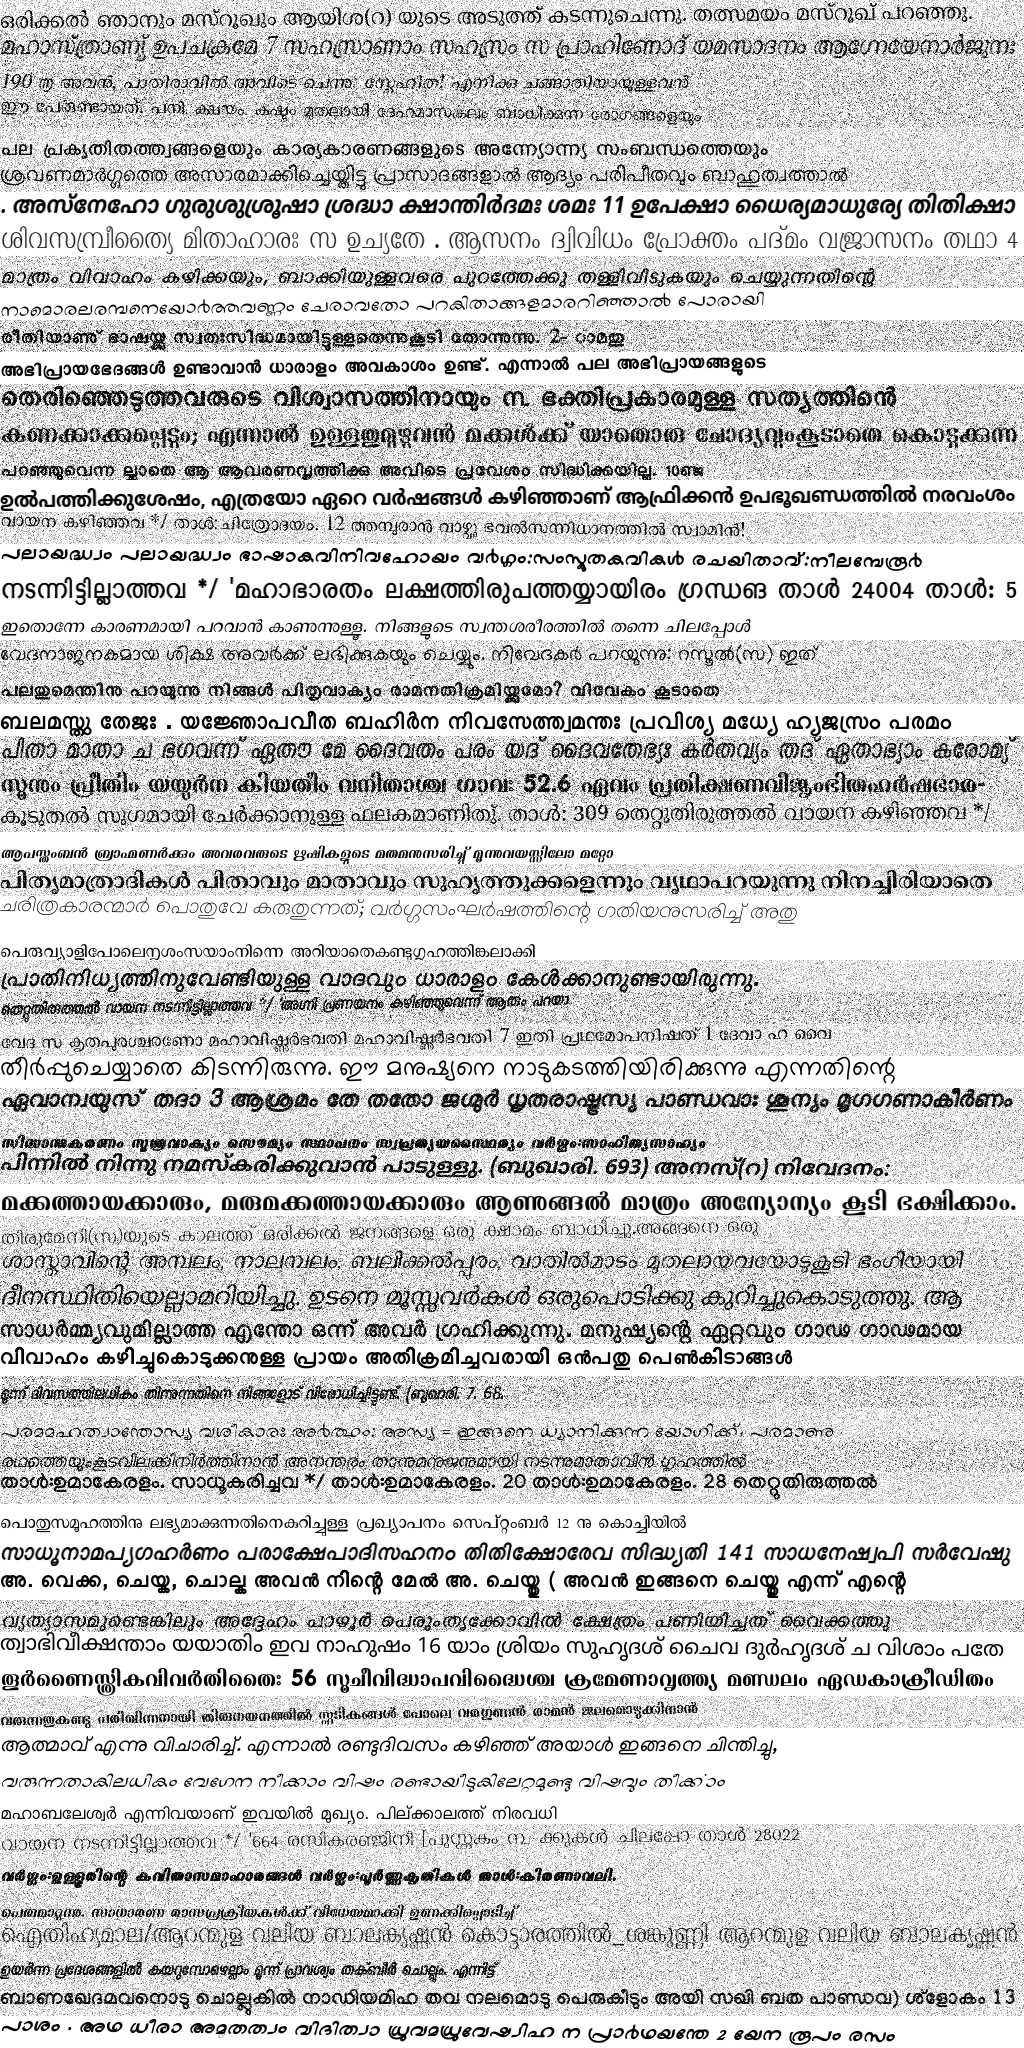 ഒരിക്കൽ ഞാനും മസ്റൂഖും ആയിശ(റ) യുടെ അടുത്ത് കടന്നുചെന്നു. തത്സമയം മസ്റൂഖ് പറഞ്ഞു.
മഹാസ്ത്രാണ്യ് ഉപചക്രമേ 7 സഹസ്രാണാം സഹസ്രം സ പ്രാഹിണോദ് യമസാദനം ആഗ്നേയേനാർജുനഃ
190 ആ അവൻ, പാതിരാവിൽ അവിടെ ചെന്നു: സ്നേഹിത! എനിക്കു ചങ്ങാതിയായുള്ളവൻ
ഈ പേരുണ്ടായത്. പനി, ക്ഷയം, കുഷ്ഠം മുതലായി ദേഹമാസകലം ബാധിക്കുന്ന രോഗങ്ങളെയും
പല പ്രകൃതിതത്ത്വങ്ങളെയും കാര്യകാരണങ്ങളുടെ അന്ന്യോന്ന്യ സംബന്ധത്തെയും
ശ്രവണമാർഗ്ഗത്തെ അസാരമാക്കിച്ചെയ്തിട്ടു പ്രാസാദങ്ങളാൽ ആദ്യം പരിപീതവും ബാഹുത്വത്താൽ
. അസ്നേഹോ ഗുരുശുശ്രൂഷാ ശ്രദ്ധാ ക്ഷാന്തിർദമഃ ശമഃ 11 ഉപേക്ഷാ ധൈര്യമാധുര്യേ തിതിക്ഷാ
ശിവസമ്പ്രീത്യൈ മിതാഹാരഃ സ ഉച്യതേ . ആസനം ദ്വിവിധം പ്രോക്തം പദ്മം വജ്രാസനം തഥാ 4
മാത്രം വിവാഹം കഴിക്കയും, ബാക്കിയുള്ളവരെ പുറത്തേക്കു തള്ളിവിടുകയും ചെയ്യുന്നതിന്റെ
നാമൊരലരമ്പനെയോർത്തവണ്ണം ചേരാവതോ പറകിതാങ്ങളമാരറിഞ്ഞാൽ പോരായി
രീതിയാണു് ഭാഷയ്ക്കു സ്വതഃസിദ്ധമായിട്ടുള്ളതെന്നുകൂടി തോന്നുന്നു. 2- റാമതു
അഭിപ്രായഭേദങ്ങൾ ഉണ്ടാവാൻ ധാരാളം അവകാശം ഉണ്ട്. എന്നാൽ പല അഭിപ്രായങ്ങളുടെ
തെരിഞ്ഞെടുത്തവരുടെ വിശ്വാസത്തിനായും ന്നു ഭക്തിപ്രകാരമുള്ള സത്യത്തിൻെ
കണക്കാക്കപ്പെട്ടും; എന്നാൽ ഉള്ളതുമുഴുവൻ മക്കൾക്ക് യാതൊരു ചോദ്യവുംകൂടാതെ കൊടുക്കുന്ന
പറഞ്ഞുവെന്ന ല്ലാതെ ആ ആവരണവൃത്തിക്കു അവിടെ പ്രവേശം സിദ്ധിക്കയില്ല. 10ഞ്ജ
ഉൽപത്തിക്കുശേഷം, എത്രയോ ഏറെ വർഷങ്ങൾ കഴിഞ്ഞാണ് ആഫ്രിക്കൻ ഉപഭൂഖണ്ഡത്തിൽ നരവംശം
വായന കഴിഞ്ഞവ */ താൾ:ചിത്രോദയം. 12 ത്തമ്പുരാൻ വാഴ്ത്തു ഭവൽസന്നിധാനത്തിൽ സ്വാമിൻ!
പലായദ്ധ്വം പലായദ്ധ്വം ഭാഷാകവിനിവഹോയം വർഗ്ഗം:സംസ്കൃതകവികൾ രചയിതാവ്:നീലമ്പേരൂർ
നടന്നിട്ടില്ലാത്തവ */ 'മഹാഭാരതം ലക്ഷത്തിരുപത്തയ്യായിരം ഗ്രന്ഥങ താൾ 24004 താൾ: 5
ഇതൊന്നേ കാരണമായി പറവാൻ കാണുന്നുള്ളൂ. നിങ്ങളുടെ സ്വന്തശരീരത്തിൽ തന്നെ ചിലപ്പോൾ
വേദനാജനകമായ ശിക്ഷ അവർക്ക് ലഭിക്കുകയും ചെയ്യും. നിവേദകർ പറയുന്നു: റസൂൽ(സ) ഇത്
പലതുമെന്തിനു പറയുന്നു നിങ്ങൾ പിതൃവാക്യം രാമനതിക്രമിയ്ക്കുമോ? വിവേകം കൂടാതെ
ബലമസ്തു തേജഃ . യജ്ഞോപവീത ബഹിർന നിവസേത്ത്വമന്തഃ പ്രവിശ്യ മധ്യേ ഹ്യജസ്രം പരമം
പിതാ മാതാ ച ഭഗവന്ന് ഏതൗ മേ ദൈവതം പരം യദ് ദൈവതേഭ്യഃ കർതവ്യം തദ് ഏതാഭ്യാം കരോമ്യ്
സൂനും പ്രീതിം യയുർന കിയതീം വനിതാശ്ച ഗാവഃ 52.6 ഏവം പ്രതിക്ഷണവിജൃംഭിതഹർഷഭാര-
കൂടുതൽ സുഗമായി ചേർക്കാനുള്ള ഫലകമാണിതു്. താൾ: 309 തെറ്റുതിരുത്തൽ വായന കഴിഞ്ഞവ */
ആപസ്തംബൻ ബ്രാഹ്മണർക്കും അവരവരുടെ ഋഷികളുടെ മതമനുസരിച്ച് മൂന്നുവയസ്സിലോ മറ്റോ
പിതൃമാത്രാദികൾ പിതാവും മാതാവും സുഹൃത്തുക്കളെന്നും വൃഥാപറയുന്നു നിനച്ചിരിയാതെ
ചരിത്രകാരന്മാർ പൊതുവേ കരുതുന്നത്; വർഗ്ഗസംഘർഷത്തിന്റെ ഗതിയനുസരിച്ച് അതു
പെരുവ്യാളിപോലെനൃശംസയാംനിന്നെ അറിയാതെകണ്ടുഗൃഹത്തിങ്കലാക്കി
പ്രാതിനിധ്യത്തിനുവേണ്ടിയുള്ള വാദവും ധാരാളം കേൾക്കാനുണ്ടായിരുന്നു.
തെറ്റുതിരുത്തൽ വായന നടന്നിട്ടില്ലാത്തവ */ 'അഗ്നി പ്രണയനം കഴിഞ്ഞുവെന്ന് ആരും പറയാ
വേദ സ കൃതപുരശ്ചരണോ മഹാവിഷ്ണുർഭവതി മഹാവിഷ്ണുർഭവതി 7 ഇതി പ്രഥമോപനിഷത് 1 ദേവാ ഹ വൈ
തീർപ്പുചെയ്യാതെ കിടന്നിരുന്നു. ഈ മനുഷ്യനെ നാടുകടത്തിയിരിക്കുന്നു എന്നതിന്റെ
ഏവാമ്പയുസ് തദാ 3 ആശ്രമം തേ തതോ ജഗ്മുർ ധൃതരാഷ്ട്രസ്യ പാണ്ഡവാഃ ശൂന്യം മൃഗഗണാകീർണം
സിദ്ധാന്തകരണം സൂത്രവാക്യം സൌമ്യം സ്ഥാപനം സ്വപ്രത്യയസ്ഥൈര്യം വർഗ്ഗം:സാഹിത്യസാഹ്യം
പിന്നിൽ നിന്നു നമസ്കരിക്കുവാൻ പാടുള്ളു. (ബുഖാരി. 693) അനസ്(റ) നിവേദനം:
മക്കത്തായക്കാരും, മരുമക്കത്തായക്കാരും ആണുങ്ങൽ മാത്രം അന്യോന്യം കൂടി ഭക്ഷിക്കാം.
തിരുമേനി(സ്വ)യുടെ കാലത്ത് ഒരിക്കൽ ജനങ്ങളെ ഒരു ക്ഷാമം ബാധിച്ചു.അങ്ങനെ ഒരു
ശാസ്താവിന്റെ അമ്പലം, നാലമ്പലം, ബലിക്കൽപ്പുരം, വാതിൽമാടം മുതലായവയോടുകൂടി ഭംഗിയായി
ദീനസ്ഥിതിയെല്ലാമറിയിച്ചു. ഉടനെ മൂസ്സവർകൾ ഒരുപൊടിക്കു കുറിച്ചുകൊടുത്തു. ആ
സാധർമ്മ്യവുമില്ലാത്ത എന്തോ ഒന്ന് അവർ ഗ്രഹിക്കുന്നു. മനുഷ്യന്റെ ഏറ്റവും ഗാഢ ഗാഢമായ
വിവാഹം കഴിച്ചുകൊടുക്കനുള്ള പ്രായം അതിക്രമിച്ചവരായി ഒൻപതു പെൺകിടാങ്ങൾ
മൂന്ന് ദിവസത്തിലധികം തിന്നുന്നതിനെ നിങ്ങളോട് വിരോധിച്ചിട്ടുണ്ട്. (ബുഖാരി. 7. 68.
പരമമഹത്വാന്തോസ്യ വശീകാരഃ അർത്ഥം: അസ്യ = ഇങ്ങനെ ധ്യാനിക്കുന്ന യോഗിക്ക്, പരമാണു
രഥത്തെയുംകൂടവിലക്കിനിർത്തിനാൻ അനന്തരം താനുമനുജനുമായി നടന്നുമാതാവിൻ ഗൃഹത്തിൽ
താൾ:ഉമാകേരളം. സാധൂകരിച്ചവ */ താൾ:ഉമാകേരളം. 20 താൾ:ഉമാകേരളം. 28 തെറ്റുതിരുത്തൽ
പൊതുസമൂഹത്തിനു ലഭ്യമാക്കുന്നതിനെകുറിച്ചുള്ള പ്രഖ്യാപനം സെപ്റ്റംബർ 12 നു കൊച്ചിയിൽ
സാധൂനാമപ്യഗഹർണം പരാക്ഷേപാദിസഹനം തിതിക്ഷോരേവ സിദ്ധ്യതി 141 സാധനേഷ്വപി സർവേഷു
അ. വെക്ക, ചെയ്ത, ചൊല്ക അവൻ നിന്റെ മേൽ അ. ചെയ്തു ( അവൻ ഇങ്ങനെ ചെയ്തു എന്ന് എന്റെ
വ്യത്യാസമുണ്ടെങ്കിലും അദ്ദേഹം പാഴൂർ പെരുംതൃക്കോവിൽ ക്ഷേത്രം പണിയിച്ചത് വൈക്കത്തു
ത്വാഭിവീക്ഷന്താം യയാതിം ഇവ നാഹുഷം 16 യാം ശ്രിയം സുഹൃദശ് ചൈവ ദുർഹൃദശ് ച വിശാം പതേ
തൂർണൈസ്ത്രികവിവർതിതൈഃ 56 സൂചീവിദ്ധാപവിദ്ധൈശ്ച ക്രമേണാവൃത്ത്യ മണ്ഡലം ഏഡകാക്രീഡിതം
വരുന്നതുകണ്ടു പരിഖിന്നനായി തിരുനയനത്തിൽ സ്ഫടികങ്ങൾ പോലെ വരഗുണൻ രാമൻ ജലമൊടുക്കിനാൻ
ആത്മാവ് എന്നു വിചാരിച്ച്. എന്നാൽ രണ്ടുദിവസം കഴിഞ്ഞ് അയാൾ ഇങ്ങനെ ചിന്തിച്ചു,
വരുന്നതാകിലധികം വേഗേന നീക്കാം വിഷം രണ്ടായീടുകിലേറ്റമുണ്ടു വിഷവും തീക്കാം
മഹാബലേശ്വർ എന്നിവയാണ് ഇവയിൽ മുഖ്യം. പില്ക്കാലത്ത് നിരവധി
വായന നടന്നിട്ടില്ലാത്തവ */ '664 രസികരഞ്ജിനി [പുസ്തകം ന്നു ക്കുകൾ ചിലപ്പോ താൾ 28022
വർഗ്ഗം:ഉള്ളൂരിന്റെ കവിതാസമാഹാരങ്ങൾ വർഗ്ഗം:പൂർണ്ണകൃതികൾ താൾ:കിരണാവലി.
പെരുമാറുന്നു. സാധാരണ രാസപ്രക്രിയകൾക്ക് വിധേയമാക്കി ഉണക്കിപ്പൊടിച്ച്
ഐതിഹ്യമാല/ആറന്മുള വലിയ ബാലകൃഷ്ണൻ കൊട്ടാരത്തിൽ_ശങ്കുണ്ണി ആറന്മുള വലിയ ബാലകൃഷ്ണൻ
ഉയർന്ന പ്രദേശങ്ങളിൽ കയറുമ്പോഴെല്ലാം മൂന്ന് പ്രാവശ്യം തക്ബീർ ചൊല്ലും. എന്നിട്ട്
ബാണഖേദമവനൊടു ചൊല്ലുകിൽ നാഡിയമിഹ തവ നലമൊടു പെരുകീടും അയി സഖി ബത പാണ്ഡവ) ശ്ളോകം 13
പാശം . അഥ ധീരാ അമൃതത്വം വിദിത്വാ ധ്രുവമധ്രുവേഷ്വിഹ ന പ്രാർഥയന്തേ 2 യേന രൂപം രസം